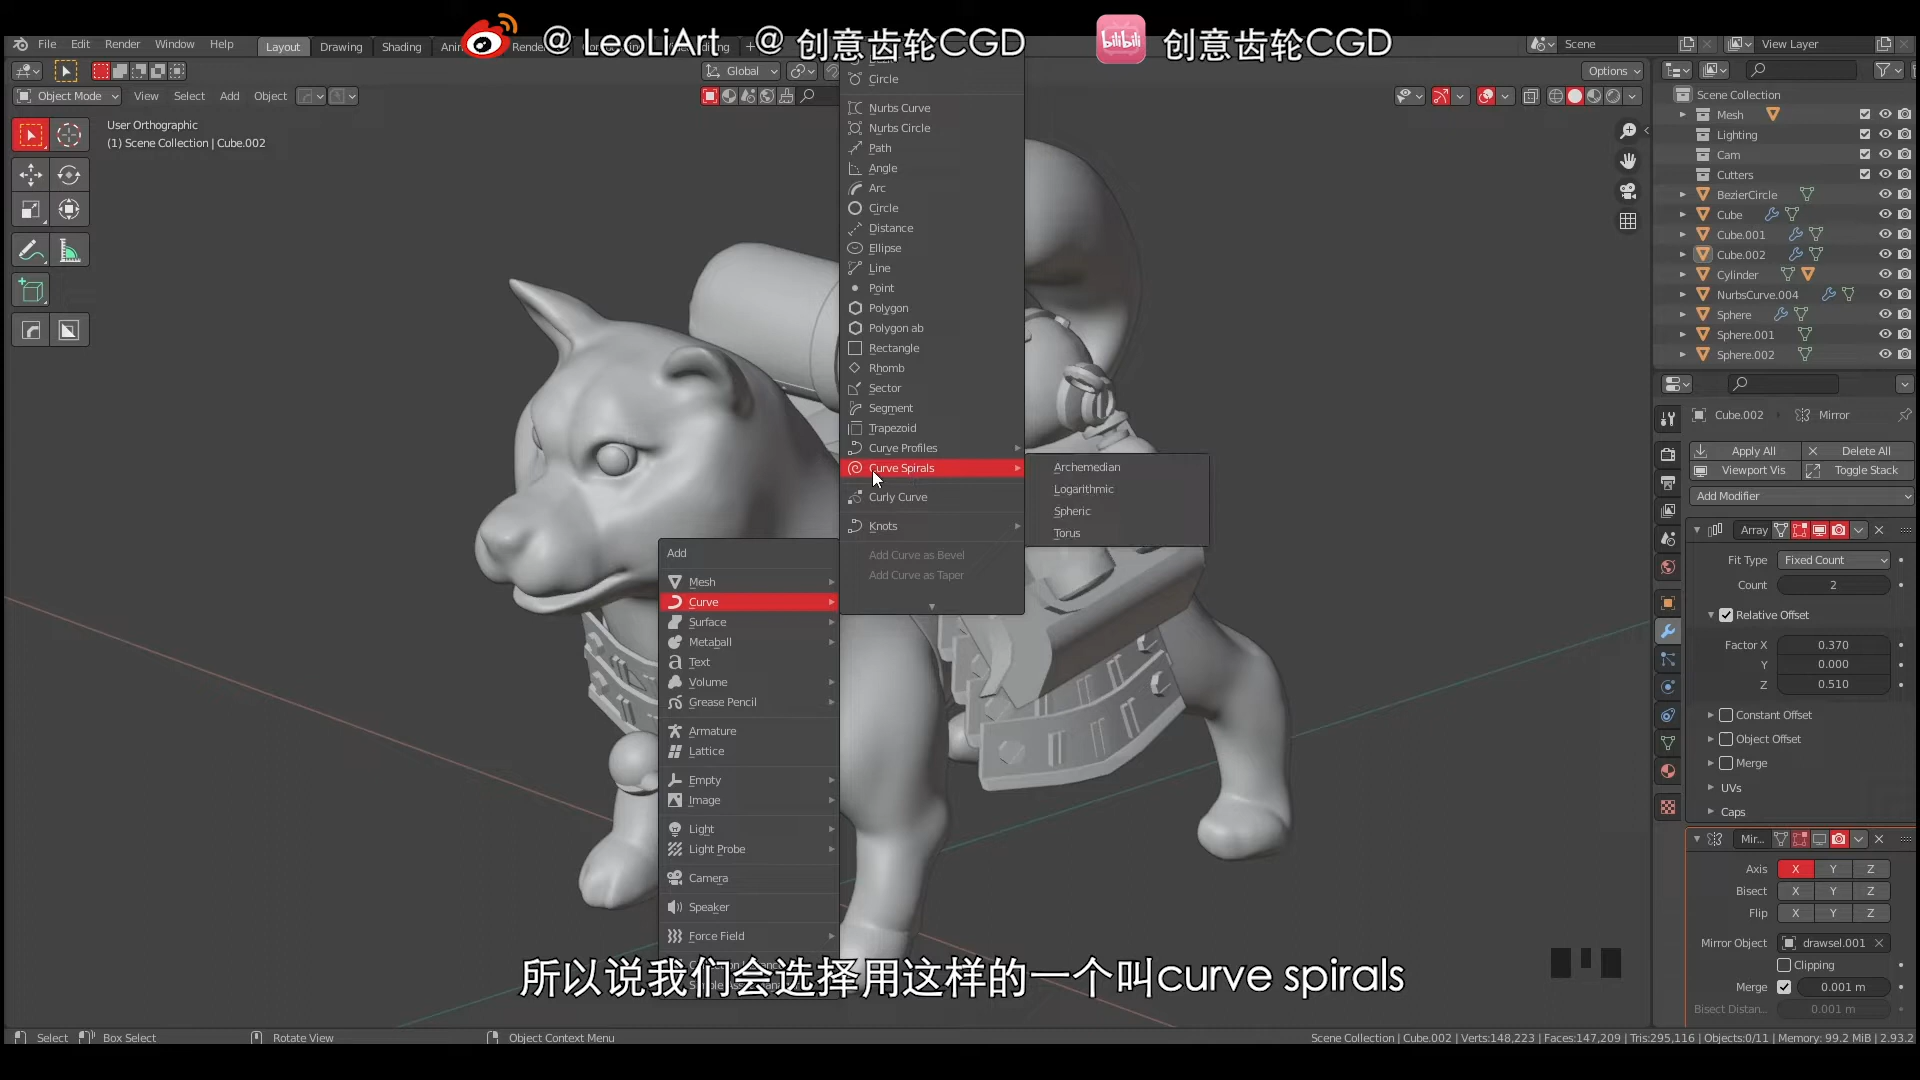 @ LeoLiArt @ 创意齿轮CGD
bilibili 创意齿轮CGD
File Edit Render Window Help
Layout Drawing Shading
Scene
View Layer
Global
Options
Object Mode View Select Add Object
User Orthographic
(1) Scene Collection | Cube.002
Circle
Nurbs Curve
Nurbs Circle
Path
Angle
Arc
Circle
Distance
Ellipse
Line
Point
Polygon
Polygon ab
Rectangle
Rhomb
Sector
Segment
Trapezoid
Curve Profiles
Curve Spirals
Curly Curve
Knots
Add Curve as Bevel
Add Curve as Taper
Archemedian
Logarithmic
Spheric
Torus
Add
Mesh
Curve
Surface
Metaball
Text
Volume
Grease Pencil
Armature
Lattice
Empty
Image
Light
Light Probe
Camera
Speaker
Force Field
Scene Collection
Mesh
Lighting
Cam
Cutters
BezierCircle
Cube
Cube.001
Cube.002
Cylinder
NurbsCurve.004
Sphere
Sphere.001
Sphere.002
Cube.002 Mirror
Apply All Delete All
Viewport Vis Toggle Stack
Add Modifier
Array
Fit Type Fixed Count
Count 2
Relative Offset
Factor X 0.370
Y 0.000
Z 0.510
Constant Offset
Object Offset
Merge
UVs
Caps
Mir...
Axis X Y Z
Bisect X Y Z
Flip X Y Z
Mirror Object drawsel.001
Clipping
Merge 0.001 m
Bisect Distan... 0.001 m
所以说我们会选择用这样的一个叫curve spirals
Select Box Select Rotate View Object Context Menu
Scene Collection | Cube.002 | Verts:148,223 | Faces:147,209 | Tris:295,116 | Objects:0/11 | Memory: 99.2 MiB | 2.93.2